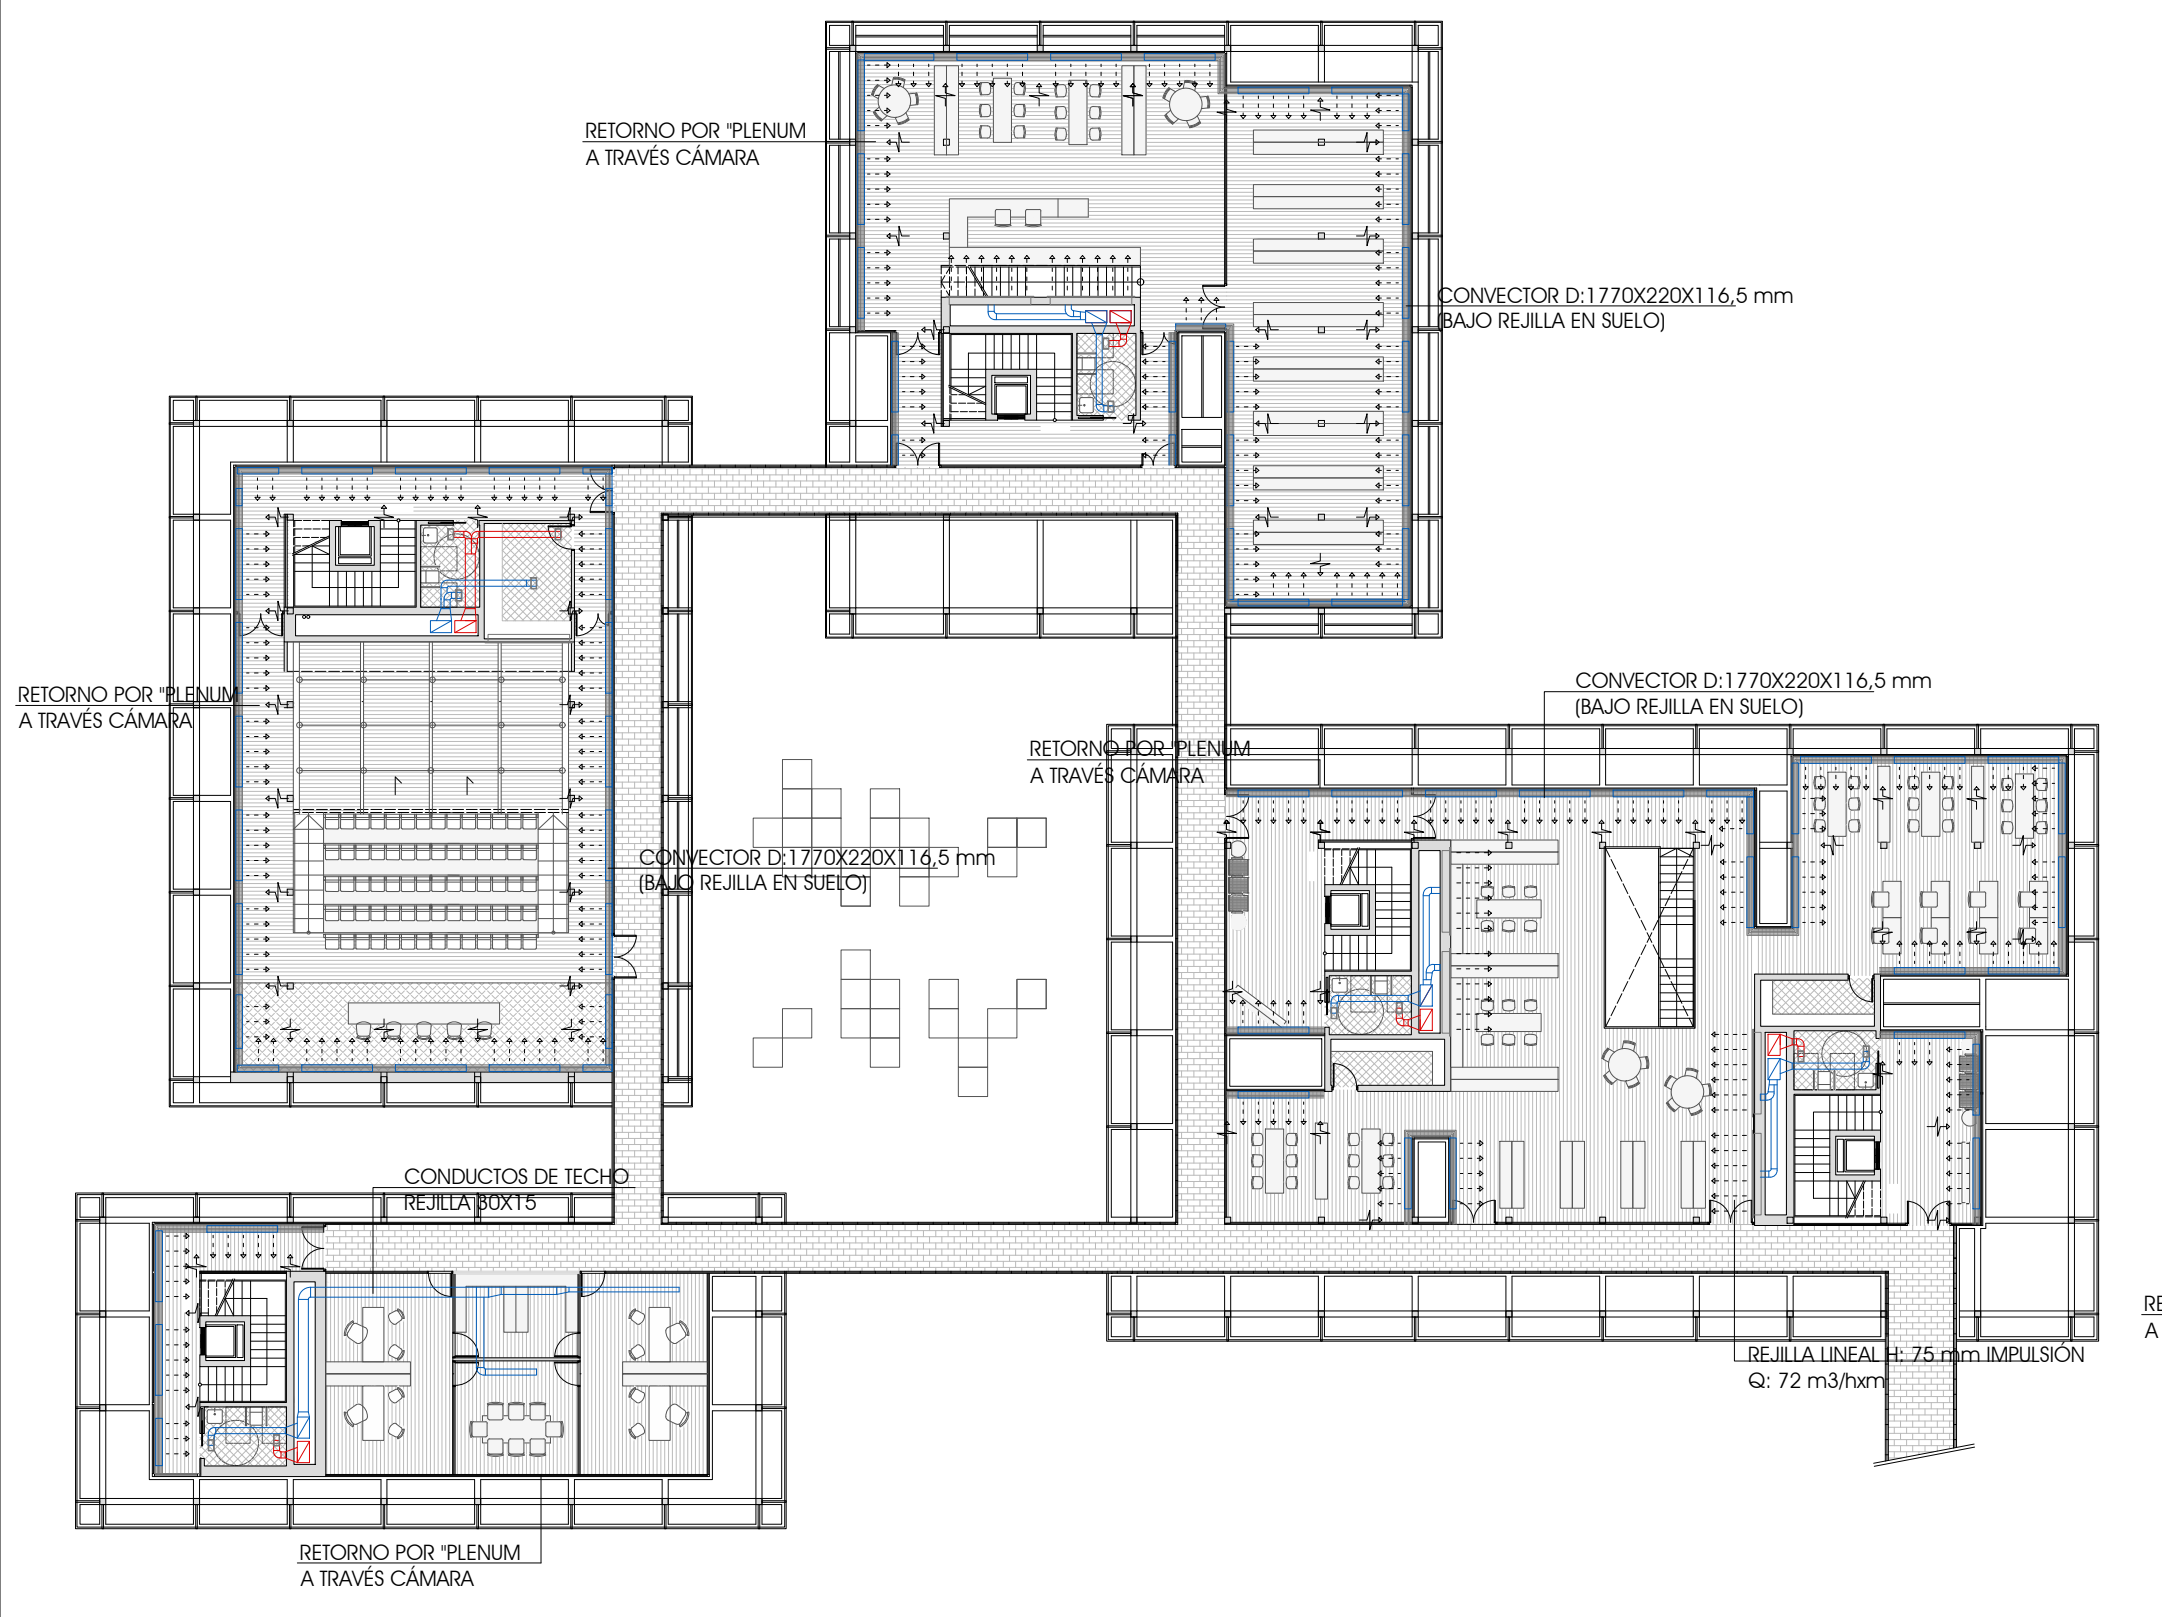 RETORNO POR "PLENUM
A TRAVÉS CÁMARA
CONVECTOR D:1770X220X116,5 mm
(BAJO REJILLA EN SUELO)
RETORNO POR "PLENUM
A TRAVÉS CÁMARA
CONVECTOR D:1770X220X116,5 mm
(BAJO REJILLA EN SUELO)
RETORNO POR "PLENUM
A TRAVÉS CÁMARA
CONVECTOR D:1770X220X116,5 mm
(BAJO REJILLA EN SUELO)
CONDUCTOS DE TECHO
REJILLA 30X15
RE
A
REJILLA LINEAL H: 75 mm IMPULSIÓN
Q: 72 m3/hxm
RETORNO POR "PLENUM
A TRAVÉS CÁMARA